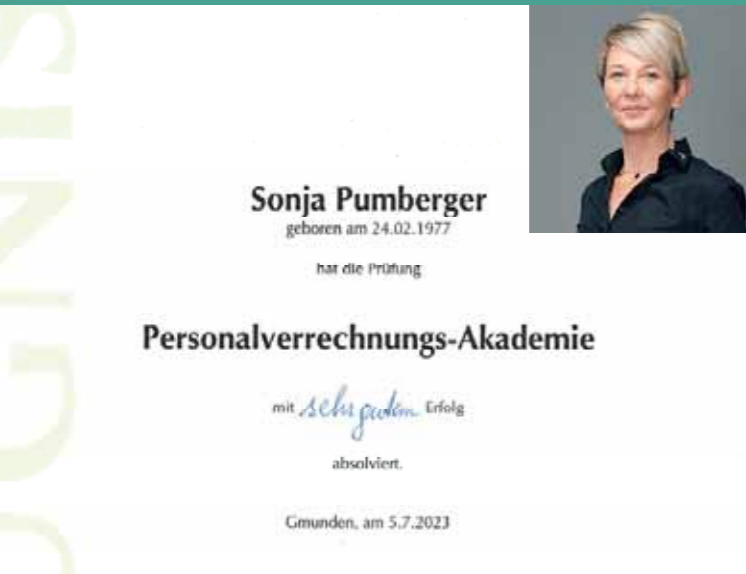 Sonja Pumberger
geboren am 24.02.1977
hat die Prüfung
Personalverrechnungs-Akademie
mit sehr gutem Erfolg
absolviert.
Gmunden, am 5.7.2023